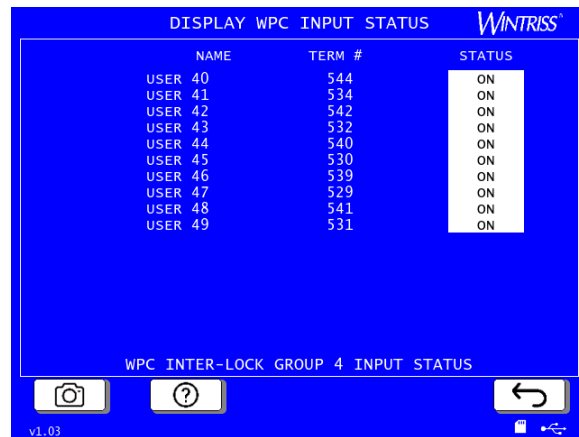 DISPLAY WPC INPUT STATUS WINTRISS®
NAME TERM # STATUS
USER 40 544 ON
USER 41 534 ON
USER 42 542 ON
USER 43 532 ON
USER 44 540 ON
USER 45 530 ON
USER 46 539 ON
USER 47 529 ON
USER 48 541 ON
USER 49 531 ON
WPC INTER-LOCK GROUP 4 INPUT STATUS
?
v1.03